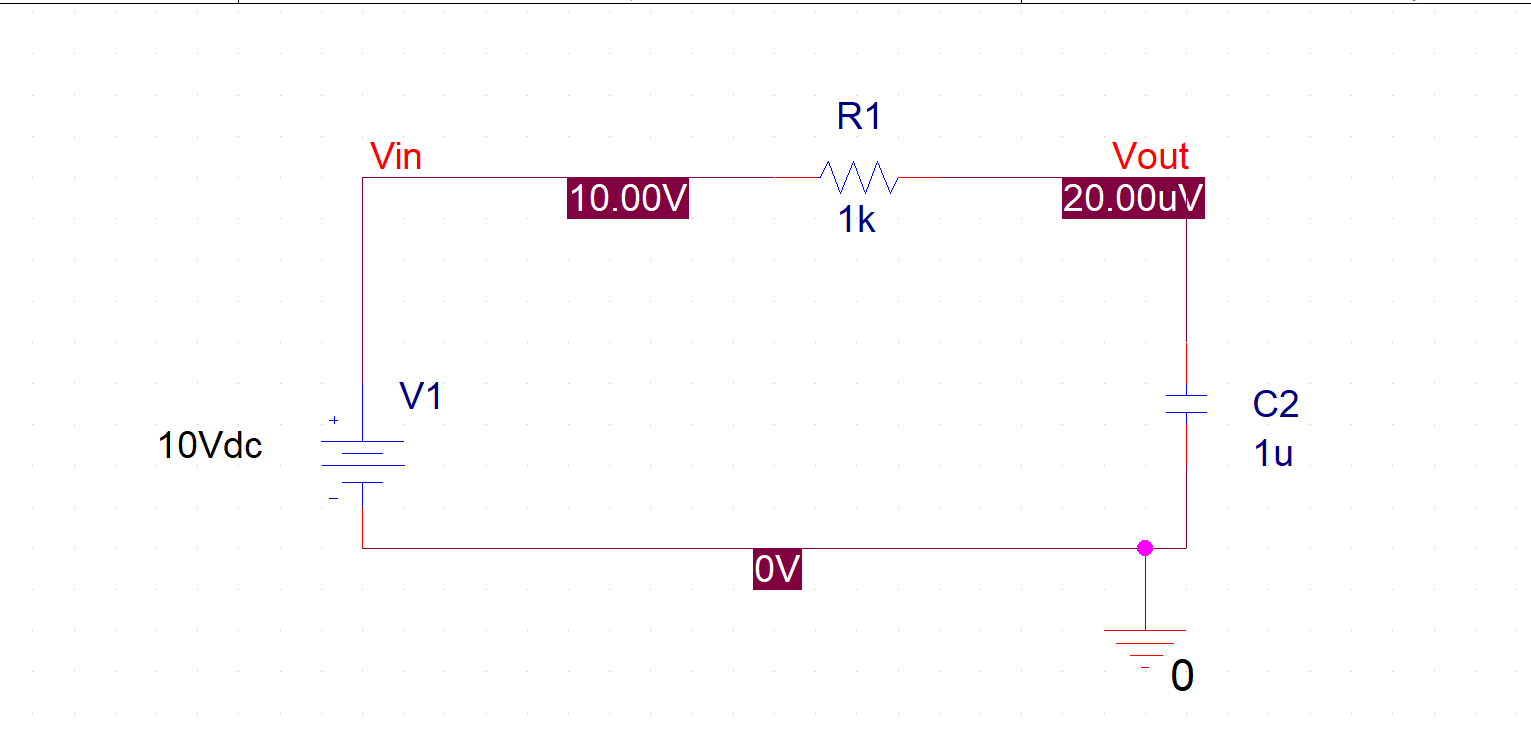 R1
Vin
Vout
10.00V
20.00uV
1k
V1
+
10Vdc
-
C2
1u
0V
0